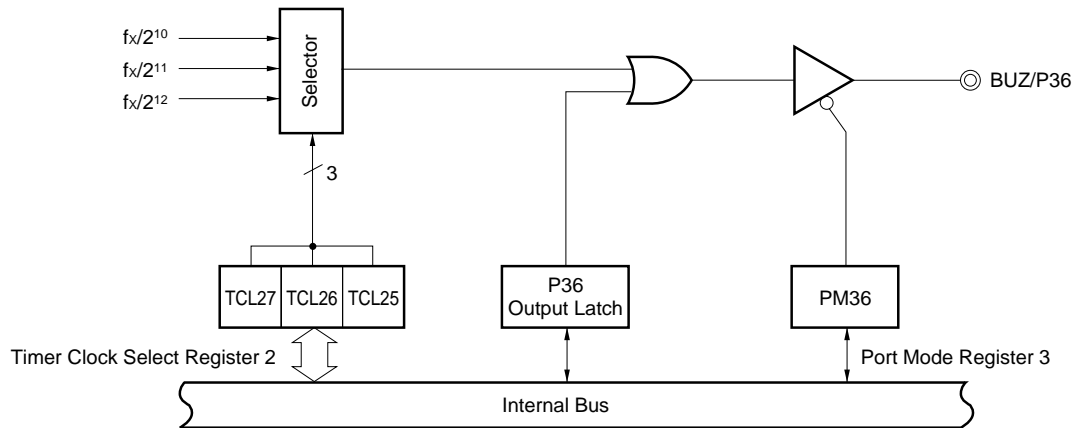 fX/2¹⁰
fX/2¹¹
fX/2¹²
Selector
BUZ/P36
3
TCL27 TCL26 TCL25
P36
Output Latch
PM36
Timer Clock Select Register 2
Port Mode Register 3
Internal Bus